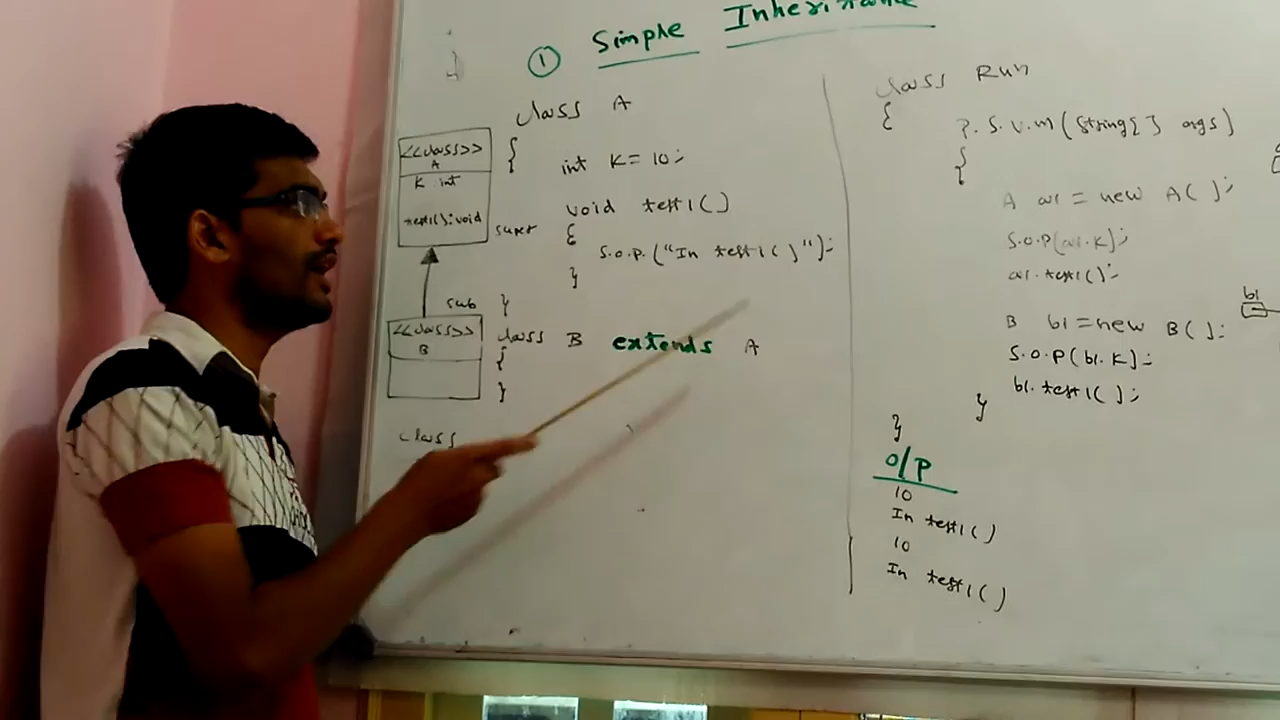 ① Simple Inheritance
class A
{
int K = 10;
void test1()
{
S.o.p.("In test1()");
}
}
class B extends A
{
}
class
<<class>>
A
K : int
test1() : void
super
sub
<<class>>
B
class Run
{
P.S.V.M(String[] args)
{
A a1 = new A();
S.O.P(a1.K);
a1.test1();
B b1 = new B();
S.O.P(b1.K);
b1.test1();
}
}
O/P
10
In test1()
10
In test1()
b1